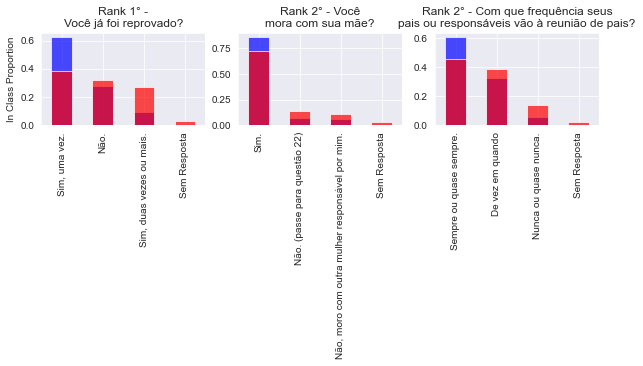 Rank 1° -
Você já foi reprovado?
In Class Proportion
0.6
0.4
0.2
0.0
Sim, uma vez.
Não.
Sim, duas vezes ou mais.
Sem Resposta
Rank 2° - Você
mora com sua mãe?
0.75
0.50
0.25
0.00
Sim.
Não. (passe para questão 22)
Não, moro com outra mulher responsável por mim.
Sem Resposta
Rank 2° - Com que frequência seus
pais ou responsáveis vão à reunião de pais?
0.6
0.4
0.2
0.0
Sempre ou quase sempre.
De vez em quando
Nunca ou quase nunca.
Sem Resposta